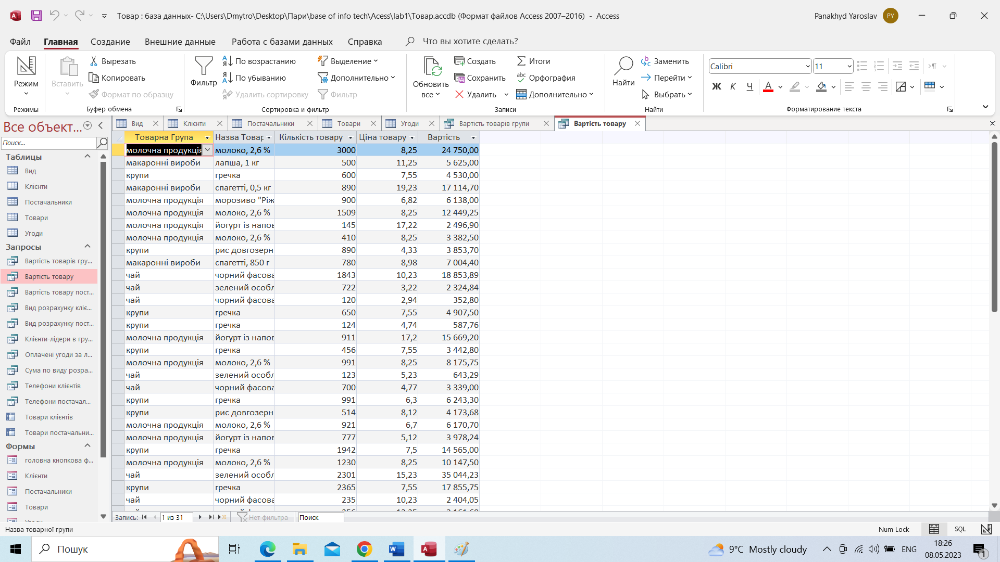 Товар : база данных- C:\Users\Dmytro\Desktop\Пари\base of info tech\Acess\lab1\Товар.accdb (Формат файлов Access 2007–2016)  -  Access
Panakhyd Yaroslav
PY
Файл Главная Создание Внешние данные Работа с базами данных Справка Что вы хотите сделать?
Режим
Режимы
Вставить
Вырезать
Копировать
Формат по образцу
Буфер обмена
Фильтр
По возрастанию
По убыванию
Удалить сортировку
Выделение
Дополнительно
Фильтр
Сортировка и фильтр
Обновить
все
Создать
Сохранить
Удалить
Итоги
Орфография
Дополнительно
Записи
Найти
Заменить
Перейти
Выбрать
Найти
Calibri
11
Ж К Ч А
Форматирование текста
Все объект...
Поиск...
Таблицы
Вид
Клієнти
Постачальники
Товари
Угоди
Запросы
Вартість товарів гру...
Вартість товару
Вартість товару пост...
Вид розрахунку кліє...
Вид розрахунку пост...
Клієнти-лідери в гру...
Оплачені угоди за л...
Сума по виду розра...
Телефони клієнтів
Телефони постачал...
Товари клієнтів
Товари постачальни...
Формы
головна кнопкова ф...
Клієнти
Постачальники
Товари
Вид Клієнти Постачальники Товари Угоди Вартість товарів групи Вартість товару
Товарна Група Назва Товар Кількість товару Ціна товару Вартість
молочна продукція молоко, 2,6 % 3000 8,25 24 750,00
макаронні вироби лапша, 1 кг 500 11,25 5 625,00
крупи гречка 600 7,55 4 530,00
макаронні вироби спагетті, 0,5 кг 890 19,23 17 114,70
молочна продукція морозиво "Ріж 900 6,82 6 138,00
молочна продукція молоко, 2,6 % 1509 8,25 12 449,25
молочна продукція йогурт із напов 145 17,22 2 496,90
молочна продукція молоко, 2,6 % 410 8,25 3 382,50
крупи рис довгозерн 890 4,33 3 853,70
макаронні вироби спагетті, 850 г 780 8,98 7 004,40
чай чорний фасова 1843 10,23 18 853,89
чай зелений особл 722 3,22 2 324,84
чай чорний фасова 120 2,94 352,80
крупи гречка 650 7,55 4 907,50
крупи гречка 124 4,74 587,76
молочна продукція йогурт із напов 911 17,2 15 669,20
крупи гречка 456 7,55 3 442,80
молочна продукція молоко, 2,6 % 991 8,25 8 175,75
чай зелений особл 123 5,23 643,29
чай чорний фасова 700 4,77 3 339,00
крупи гречка 991 6,3 6 243,30
крупи рис довгозерн 514 8,12 4 173,68
молочна продукція молоко, 2,6 % 921 6,7 6 170,70
молочна продукція йогурт із напов 777 5,12 3 978,24
крупи гречка 1942 7,5 14 565,00
молочна продукція молоко, 2,6 % 1230 8,25 10 147,50
чай зелений особл 2301 15,23 35 044,23
крупи гречка 2365 7,55 17 855,75
чай чорний фасова 235 10,23 2 404,05
Запись: 1 из 31 Нет фильтра Поиск
Назва товарної групи
Num Lock
SQL
Пошук
9°C Mostly cloudy
ENG
18:26
08.05.2023
1